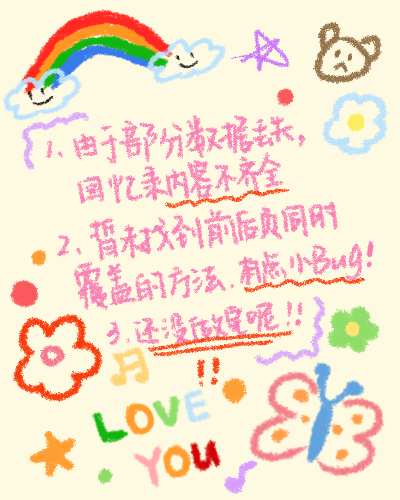 1、由于部分数据丢失,
回忆录内容不齐全
2、暂未找到前后页同时
覆盖的方法.有点小Bug!
3.还没做完呢!!
!!
LOVE
YOU